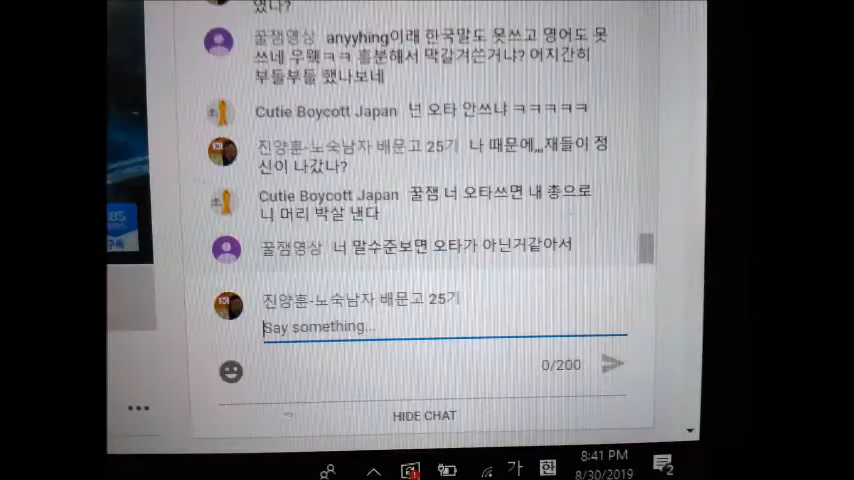 였나?
꿀잼영상 anyyhing이래 한국말도 못쓰고 영어도 못
쓰네 우웩ㅋㅋ 흥분해서 막갈겨쓴거냐? 어지간히
부들부들 했나보네
Cutie Boycott Japan 넌 오타 안쓰냐 ㅋㅋㅋㅋㅋ
진양훈-노숙남자 배문고 25기 나 때문에,,,재들이 정
신이 나갔나?
Cutie Boycott Japan 꿀잼 너 오타쓰면 내 총으로
니 머리 박살 낸다
꿀잼영상 너 말수준보면 오타가 아닌거같아서
진양훈-노숙남자 배문고 25기
Say something...
0/200
HIDE CHAT
BS
구독
가 한
8:41 PM
8/30/2019
2